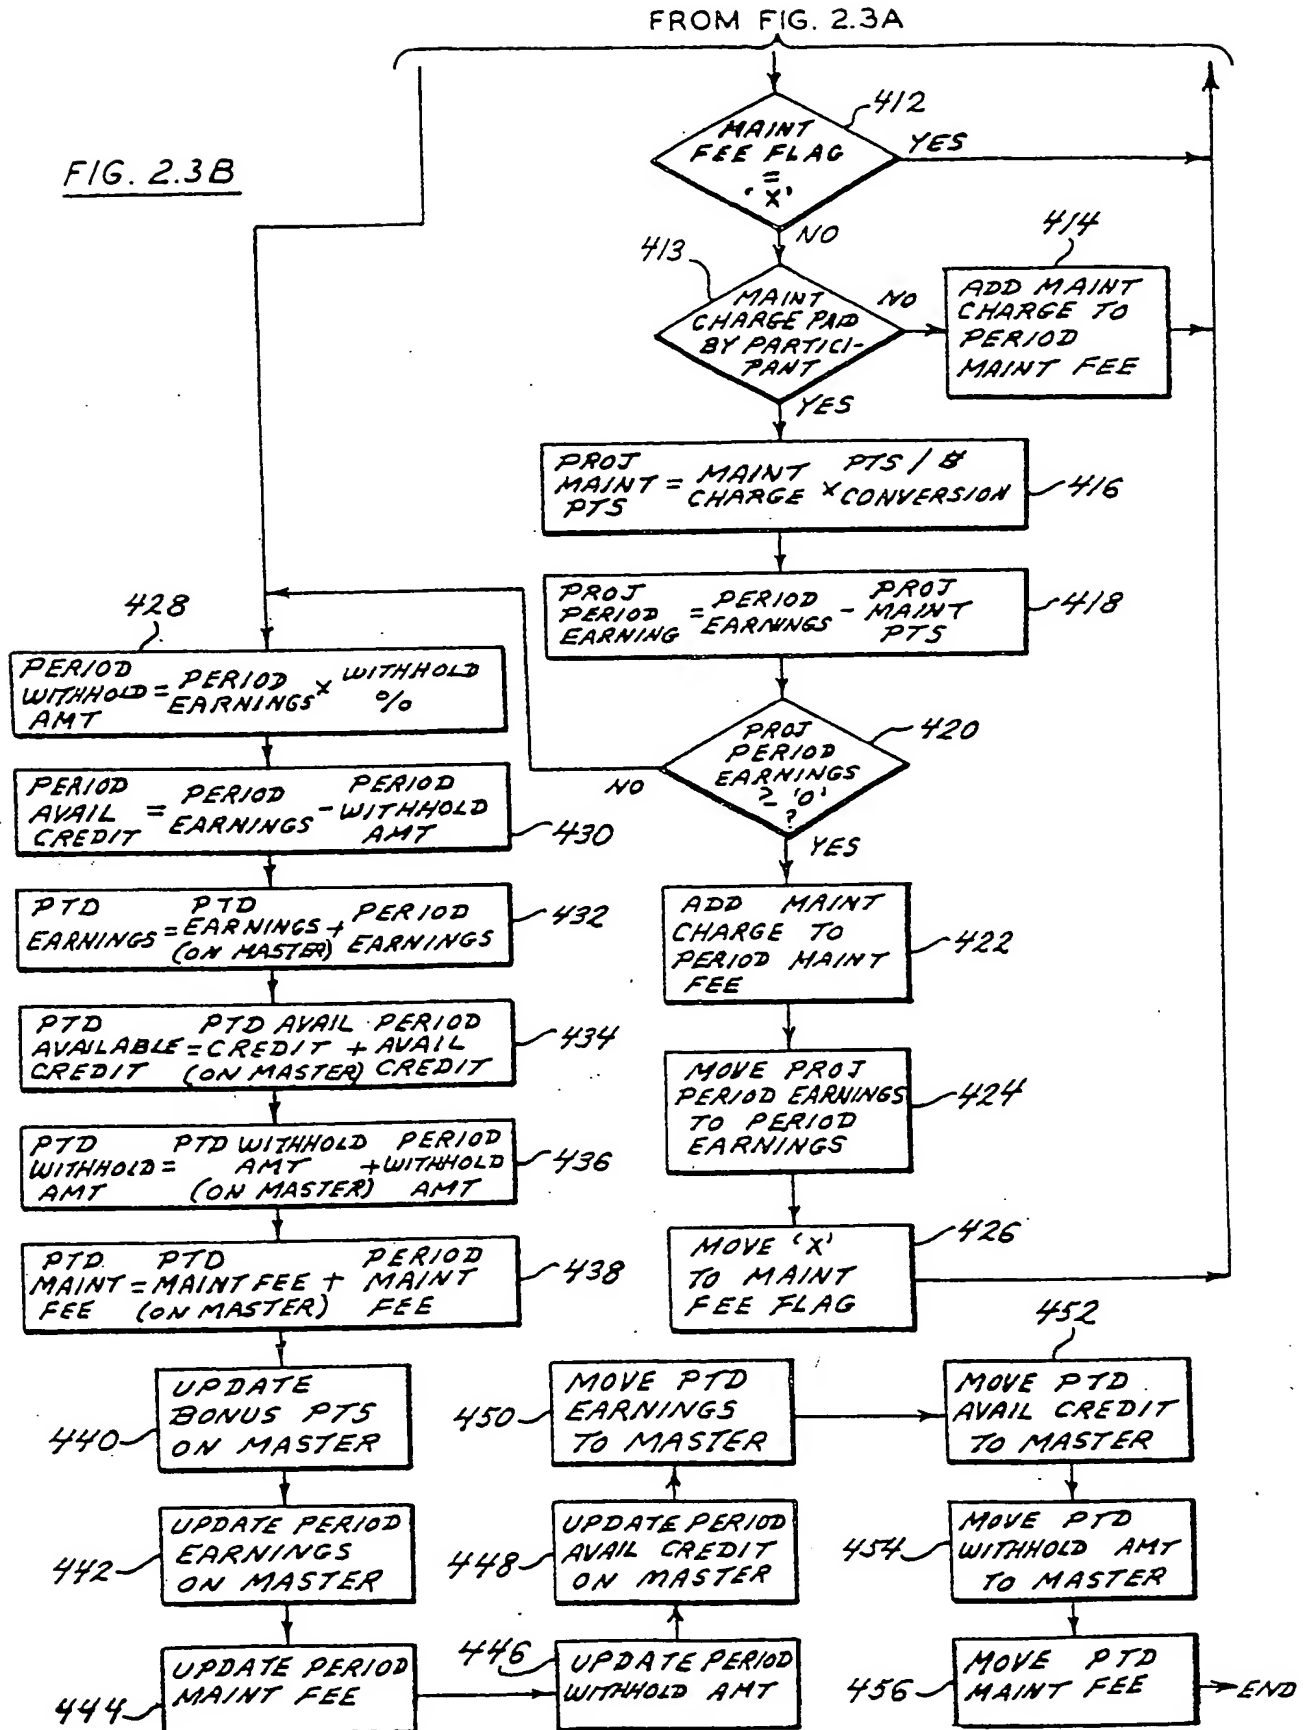 FROM FIG. 2.3A
FIG. 2.3B
412
MAINT
FEE FLAG
=
'X'
YES
NO
413
MAINT
CHARGE PAID
BY PARTICI-
PANT
NO
YES
414
ADD MAINT
CHARGE TO
PERIOD
MAINT FEE
PROJ PTS / $
MAINT = MAINT × CONVERSION
PTS CHARGE
416
PROJ PROJ
PERIOD = PERIOD - MAINT
EARNING EARNINGS PTS
418
PROJ
PERIOD
EARNINGS
≥ '0'
?
420
NO
YES
ADD MAINT
CHARGE TO
PERIOD MAINT
FEE
422
MOVE PROJ
PERIOD EARNINGS
TO PERIOD
EARNINGS
424
MOVE 'X'
TO MAINT
FEE FLAG
426
428
PERIOD
WITHHOLD = PERIOD × WITHHOLD
AMT EARNINGS %
PERIOD PERIOD
AVAIL = PERIOD - WITHHOLD
CREDIT EARNINGS AMT
430
PTD PTD
EARNINGS = EARNINGS + PERIOD
(ON MASTER) EARNINGS
432
PTD PTD AVAIL PERIOD
AVAILABLE = CREDIT + AVAIL
CREDIT (ON MASTER) CREDIT
434
PTD PTD WITHHOLD PERIOD
WITHHOLD = AMT + WITHHOLD
AMT (ON MASTER) AMT
436
PTD PTD PERIOD
MAINT = MAINT FEE + MAINT
FEE (ON MASTER) FEE
438
UPDATE
BONUS PTS
ON MASTER
440
UPDATE PERIOD
EARNINGS
ON MASTER
442
UPDATE PERIOD
MAINT FEE
444
446
UPDATE PERIOD
WITHHOLD AMT
UPDATE PERIOD
AVAIL CREDIT
ON MASTER
448
MOVE PTD
EARNINGS
TO MASTER
450
452
MOVE PTD
AVAIL CREDIT
TO MASTER
MOVE PTD
WITHHOLD AMT
TO MASTER
454
MOVE PTD
MAINT FEE
456
END